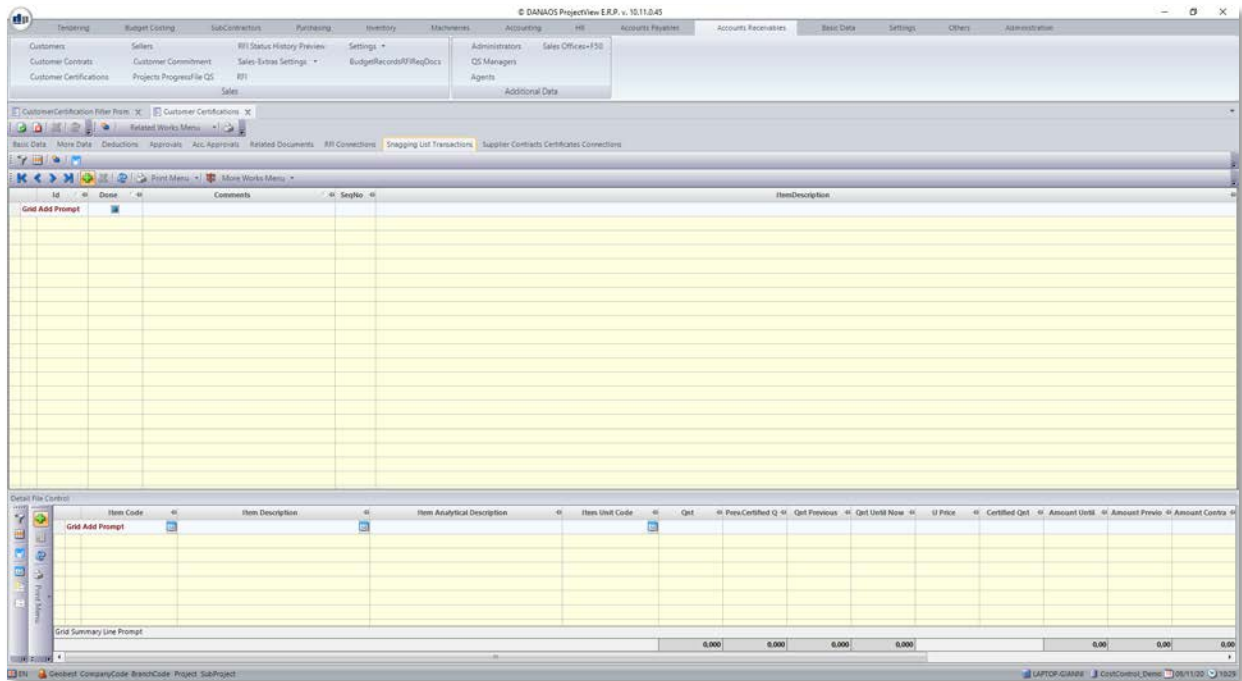 © DANAOS ProjectView E.R.P. v. 10.11.0.45
Tendering Budget Costing SubContractors Purchasing Inventory Machineries Accounting HR Accounts Payables Accounts Receivables Basic Data Settings Others Administration
Customers Sellers RFI Status History Preview Settings Administrators Sales Offices=F50
Customer Contrats Customer Commitment Sales-Extras Settings BudgetRecordsRFIReqDocs QS Managers
Customer Certifications Projects ProgressFile QS RFI Agents
Sales Additional Data
CustomerCertification Filter From Customer Certifications
Related Works Menu
Basic Data More Data Deductions Approvals Acc.Approvals Related Documents RFI Connections Snagging List Transactions Supplier Contracts Certificates Connections
Print Menu More Works Menu
Id Done Comments SeqNo ItemDescription
Grid Add Prompt
Detail File Control
Item Code Item Description Item Analytical Description Item Unit Code Qnt Prev.Certified Q Qnt Previous Qnt Until Now U Price Certified Qnt Amount Until Amount Previo Amount Contra
Grid Add Prompt
Print Menu
Grid Summary Line Prompt
0,000 0,000 0,000 0,000 0,00 0,00 0,00
EN Geobest CompanyCode BranchCode Project SubProject LAPTOP-GIANNI CostControl_Demo 09/11/20 10:29